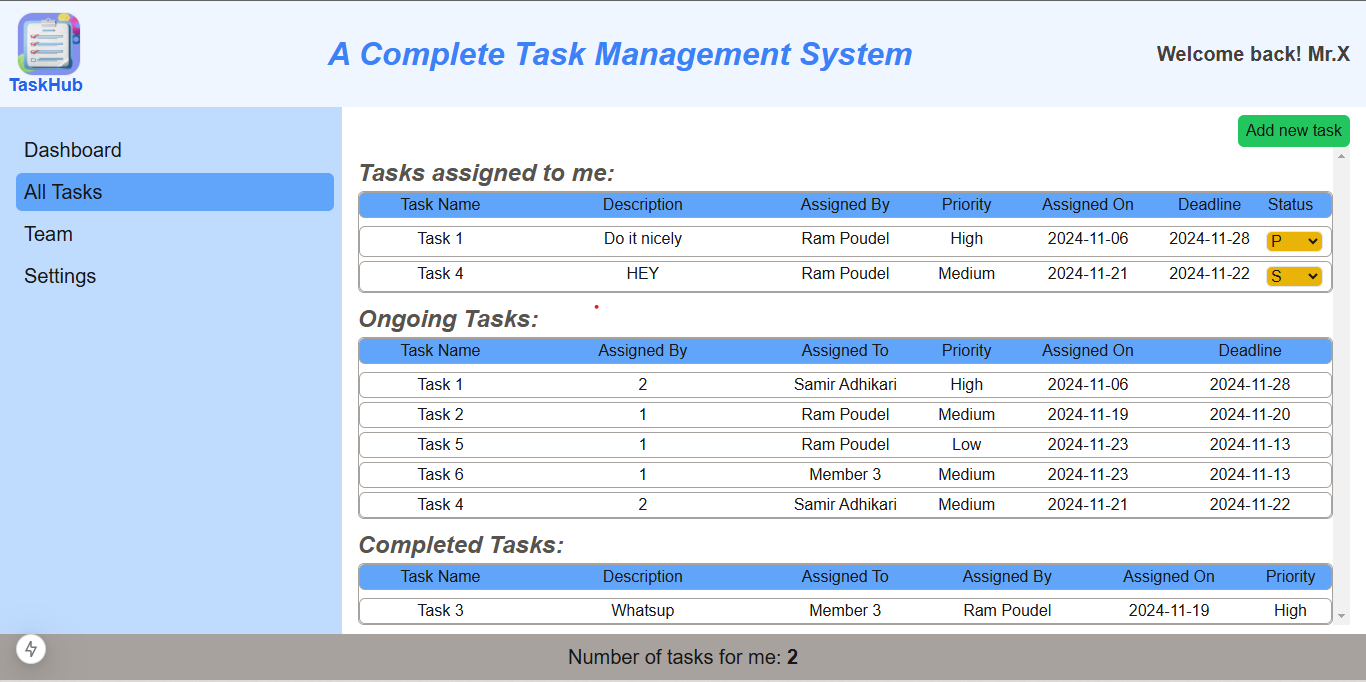 A Complete Task Management System
Welcome back! Mr.X
TaskHub
Dashboard
All Tasks
Team
Settings
Add new task
Tasks assigned to me:
Task Name Description Assigned By Priority Assigned On Deadline Status
Task 1 Do it nicely Ram Poudel High 2024-11-06 2024-11-28 P
Task 4 HEY Ram Poudel Medium 2024-11-21 2024-11-22 S
Ongoing Tasks:
Task Name Assigned By Assigned To Priority Assigned On Deadline
Task 1 2 Samir Adhikari High 2024-11-06 2024-11-28
Task 2 1 Ram Poudel Medium 2024-11-19 2024-11-20
Task 5 1 Ram Poudel Low 2024-11-23 2024-11-13
Task 6 1 Member 3 Medium 2024-11-23 2024-11-13
Task 4 2 Samir Adhikari Medium 2024-11-21 2024-11-22
Completed Tasks:
Task Name Description Assigned To Assigned By Assigned On Priority
Task 3 Whatsup Member 3 Ram Poudel 2024-11-19 High
Number of tasks for me: 2